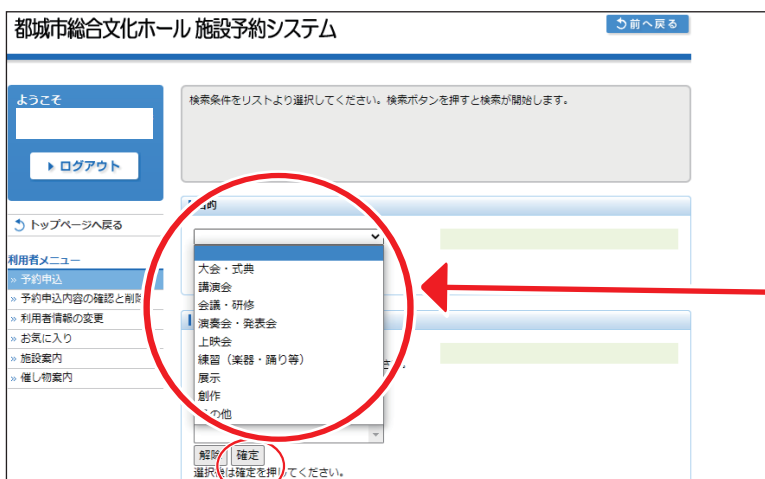 都城市総合文化ホール 施設予約システム
前へ戻る
ようこそ
ログアウト
検索条件をリストより選択してください。検索ボタンを押すと検索が開始します。
トップページへ戻る
利用者メニュー
» 予約申込
» 予約申込内容の確認と削除
» 利用者情報の変更
» お気に入り
» 施設案内
» 催し物案内
目的
大会・式典
講演会
会議・研修
演奏会・発表会
上映会
練習（楽器・踊り等）
展示
創作
その他
解除 確定
選択後は確定を押してください。